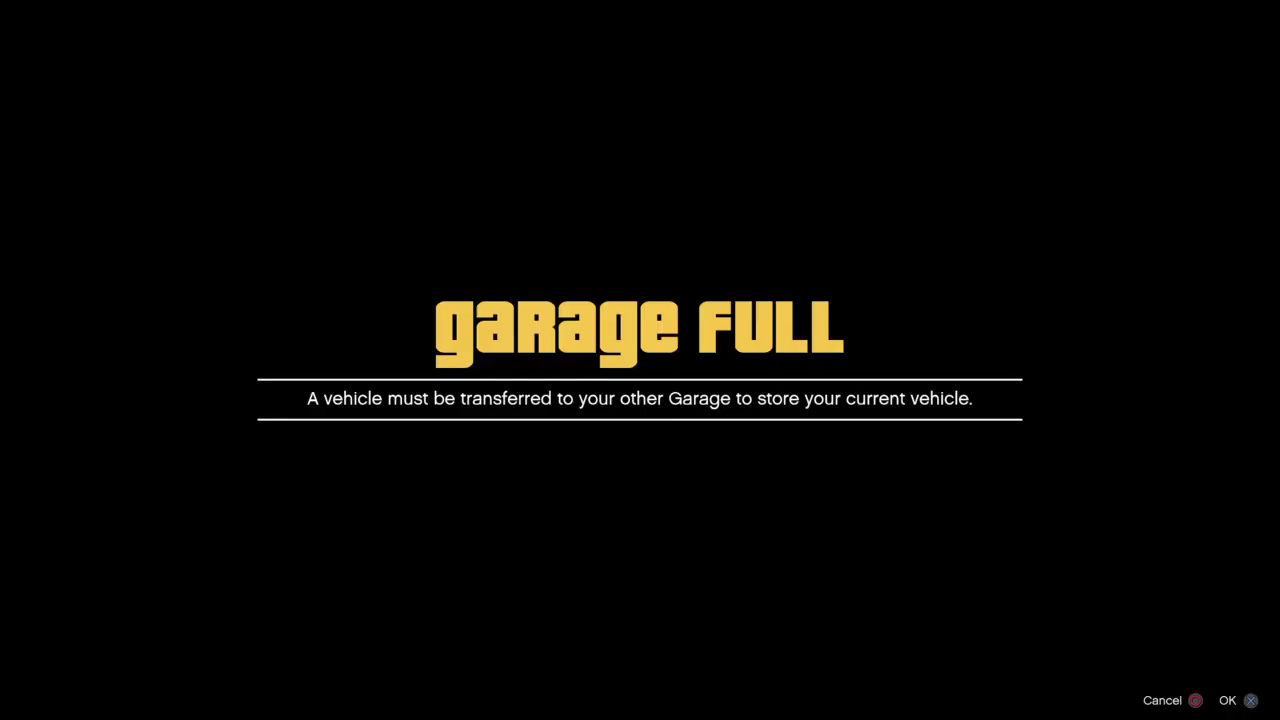 garage FULL
A vehicle must be transferred to your other Garage to store your current vehicle.
Cancel OK